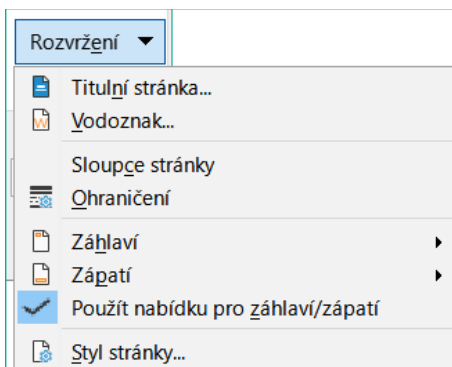 Rozvržení
Titulní stránka...
Vodoznak...
Sloupce stránky
Ohraničení
Záhlaví
Zápatí
Použít nabídku pro záhlaví/zápatí
Styl stránky...